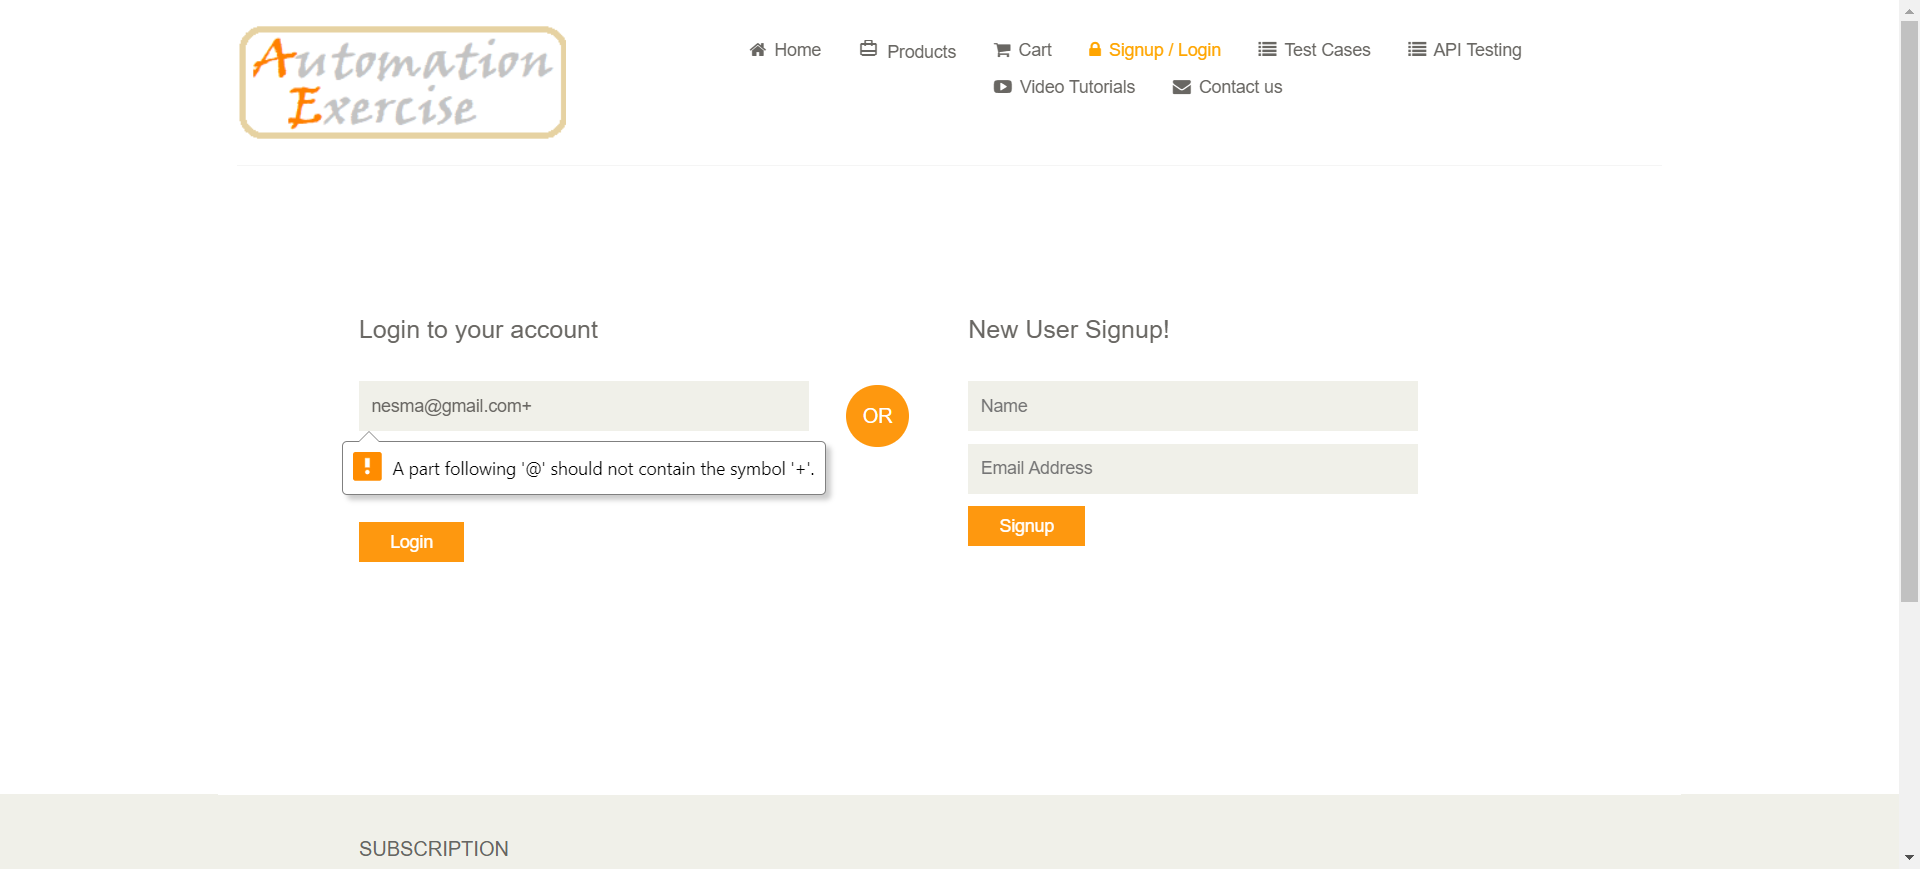 Automation
Exercise
Home
Products
Cart
Signup / Login
Test Cases
API Testing
Video Tutorials
Contact us
Login to your account
nesma@gmail.com+
A part following '@' should not contain the symbol '+'.
Login
OR
New User Signup!
Name
Email Address
Signup
SUBSCRIPTION